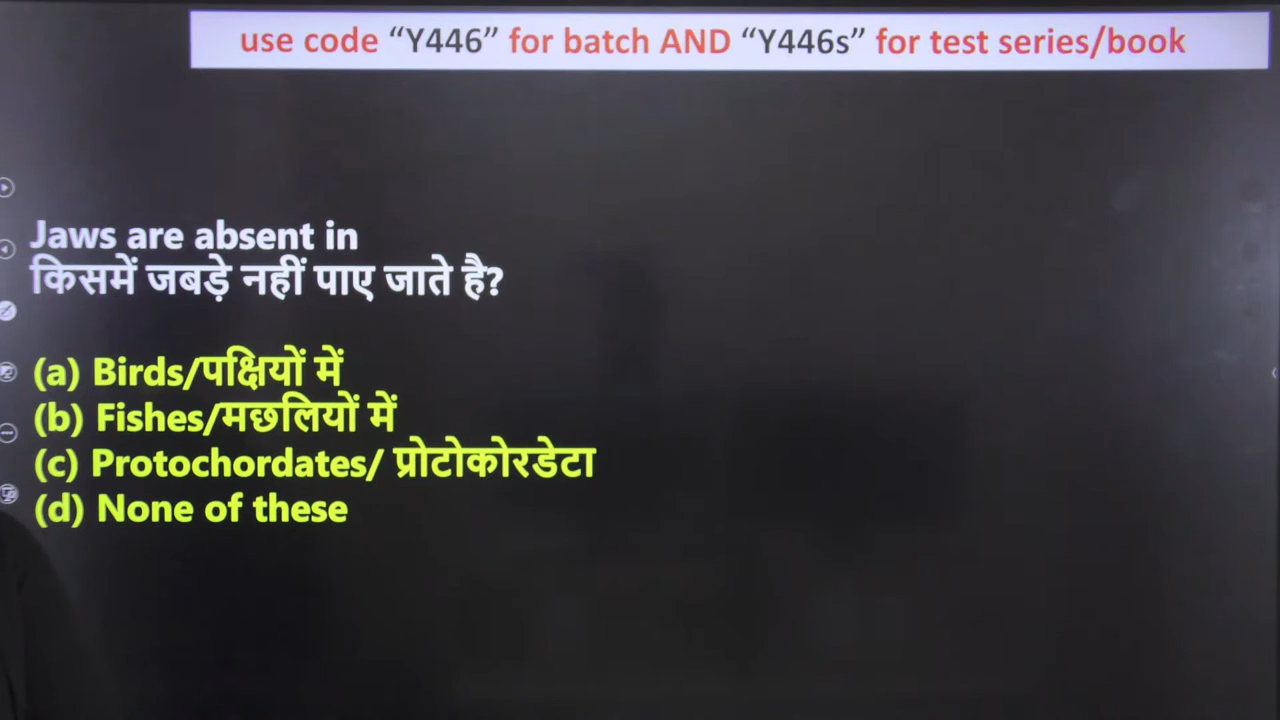 use code “Y446” for batch AND “Y446s” for test series/book
Jaws are absent in
किसमें जबड़े नहीं पाए जाते है?
(a) Birds/पक्षियों में
(b) Fishes/मछलियों में
(c) Protochordates/ प्रोटोकोरडेटा
(d) None of these